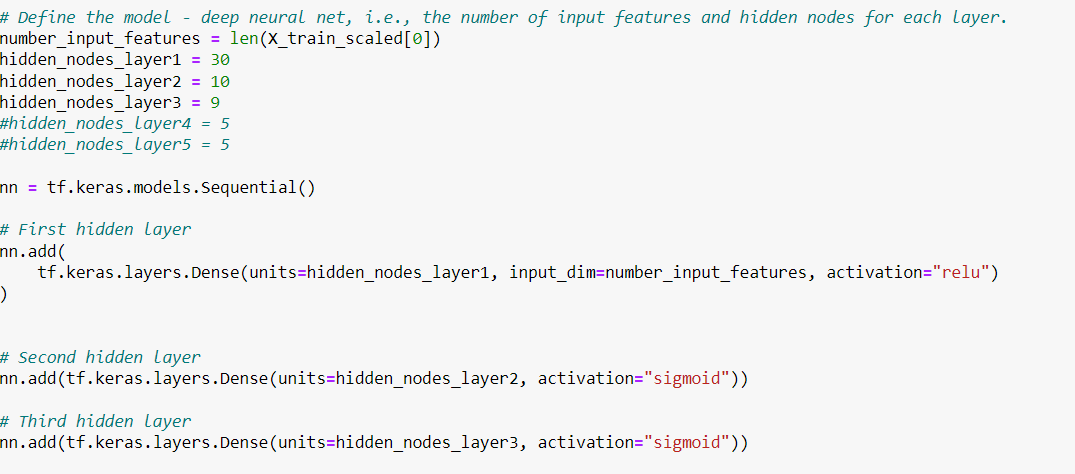 # Define the model - deep neural net, i.e., the number of input features and hidden nodes for each layer.
number_input_features = len(X_train_scaled[0])
hidden_nodes_layer1 = 30
hidden_nodes_layer2 = 10
hidden_nodes_layer3 = 9
#hidden_nodes_layer4 = 5
#hidden_nodes_layer5 = 5
nn = tf.keras.models.Sequential()
# First hidden layer
nn.add(
    tf.keras.layers.Dense(units=hidden_nodes_layer1, input_dim=number_input_features, activation="relu")
)
# Second hidden layer
nn.add(tf.keras.layers.Dense(units=hidden_nodes_layer2, activation="sigmoid"))
# Third hidden layer
nn.add(tf.keras.layers.Dense(units=hidden_nodes_layer3, activation="sigmoid"))